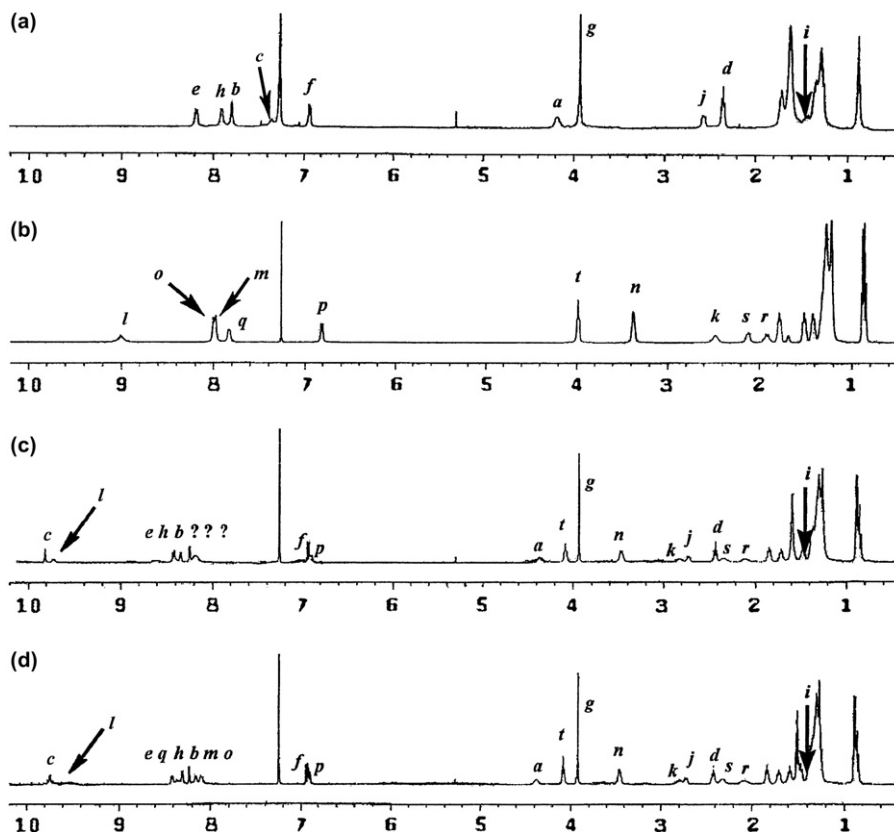 (a)
e h b c f a g j d i
10 9 8 7 6 5 4 3 2 1
(b)
l o m q p t n k s r
10 9 8 7 6 5 4 3 2 1
(c)
c l e h b ? ? ? f p a t g n k j d s r i
10 9 8 7 6 5 4 3 2 1
(d)
c l e q h b m o f p a t g n k j d s r i
10 9 8 7 6 5 4 3 2 1